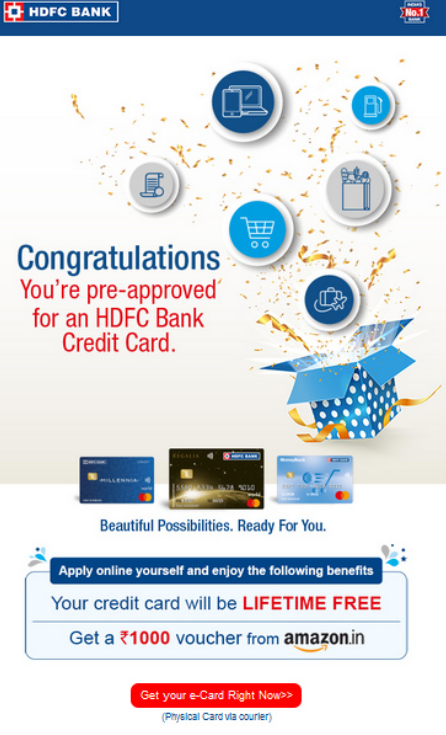 HDFC BANK
INDIA'S
No.1
BANK
Congratulations
You're pre-approved
for an HDFC Bank
Credit Card.
MILLENNIA
REGALIA
HDFC BANK
MoneyBack
Beautiful Possibilities. Ready For You.
Apply online yourself and enjoy the following benefits
Your credit card will be LIFETIME FREE
Get a ₹1000 voucher from amazon.in
Get your e-Card Right Now>>
(Physical Card via courier)